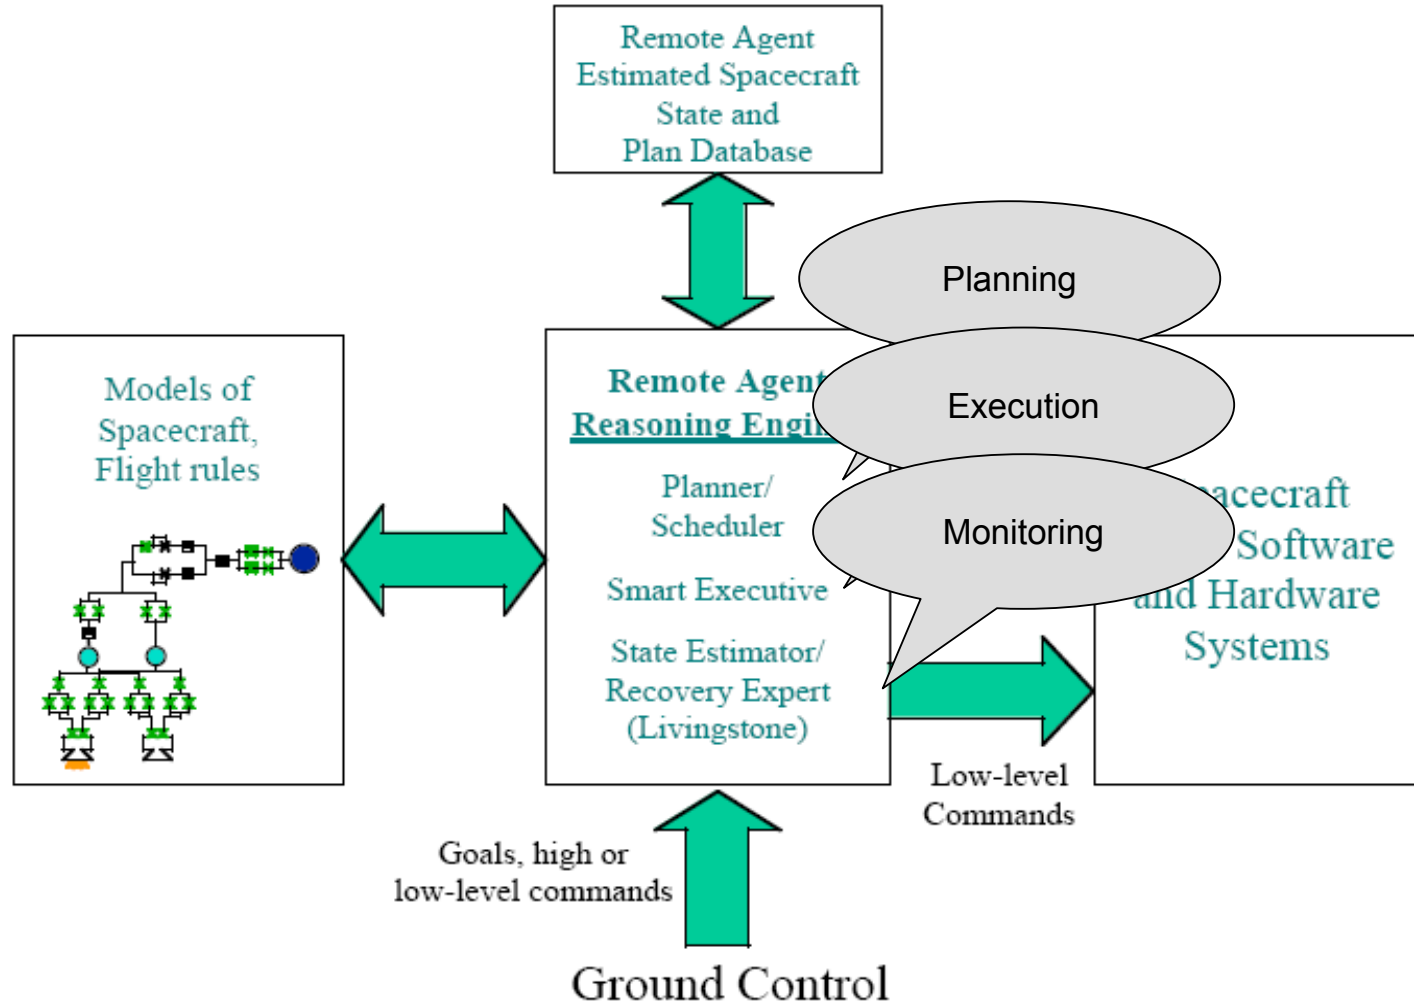 Remote Agent
Estimated Spacecraft
State and
Plan Database
Planning
Execution
Monitoring
Models of
Spacecraft,
Flight rules
Remote Agent
Reasoning
Planner/
Scheduler
Smart Executive
State Estimator/
Recovery Expert
(Livingstone)
Software
and Hardware
Systems
Low-level
Commands
Goals, high or
low-level commands
Ground Control